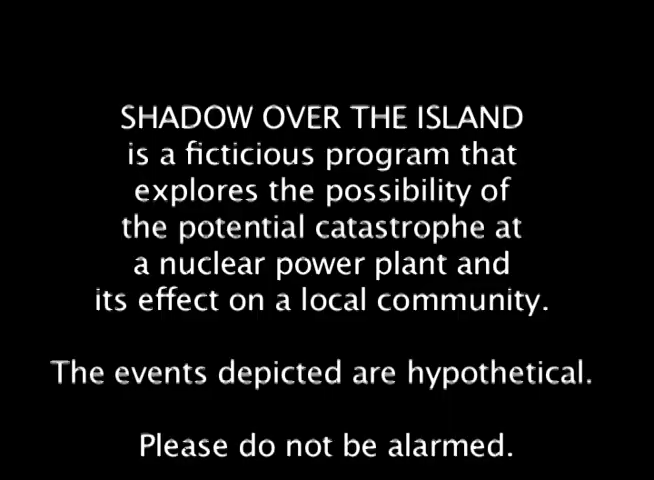 SHADOW OVER THE ISLAND
is a ficticious program that
explores the possibility of
the potential catastrophe at
a nuclear power plant and
its effect on a local community.
The events depicted are hypothetical.
Please do not be alarmed.